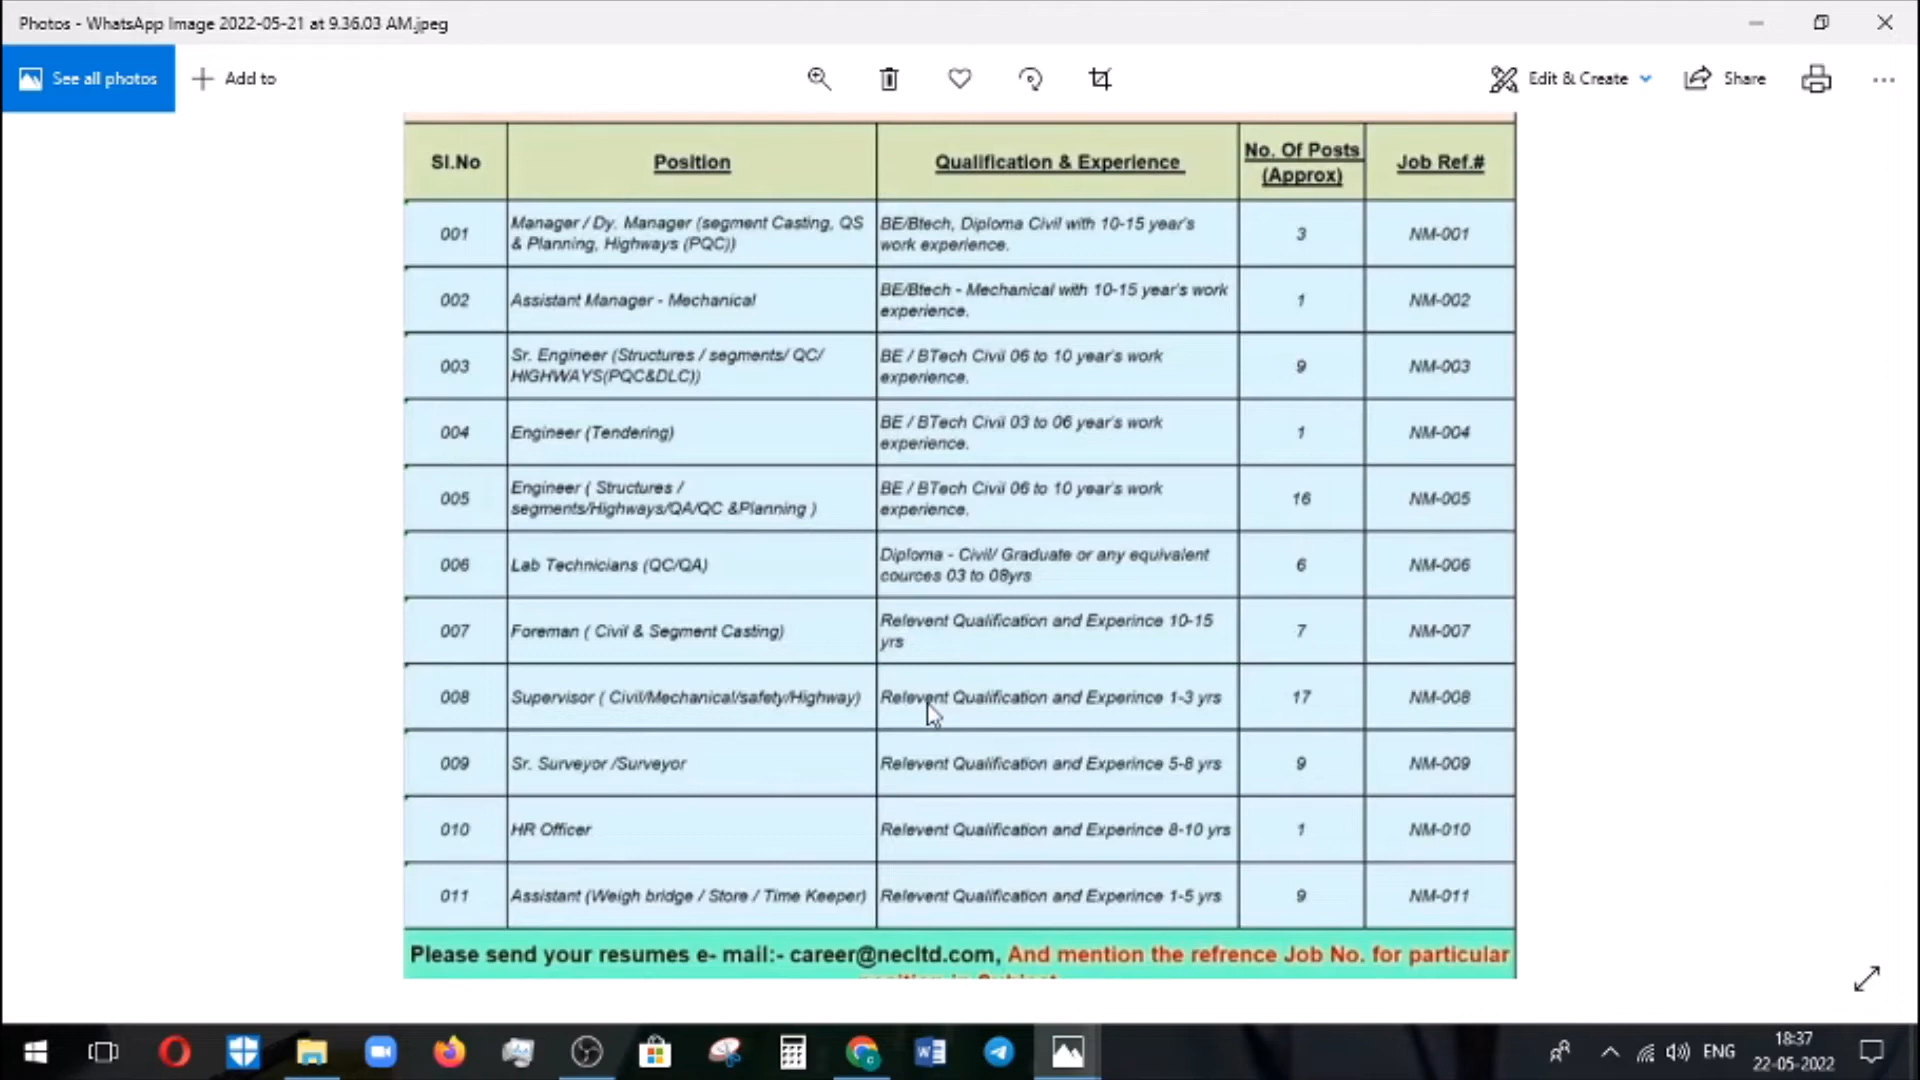 Photos - WhatsApp Image 2022-05-21 at 9.36.03 AM.jpeg
See all photos
Add to
Edit & Create
Share
Sl.No
Position
Qualification & Experience
No. Of Posts
(Approx)
Job Ref.#
001
Manager / Dy. Manager (segment Casting, QS
& Planning, Highways (PQC))
BE/Btech, Diploma Civil with 10-15 year's
work experience.
3
NM-001
002
Assistant Manager - Mechanical
BE/Btech - Mechanical with 10-15 year's work
experience.
1
NM-002
003
Sr. Engineer (Structures / segments/ QC/
HIGHWAYS(PQC&DLC))
BE / BTech Civil 06 to 10 year's work
experience.
9
NM-003
004
Engineer (Tendering)
BE / BTech Civil 03 to 06 year's work
experience.
1
NM-004
005
Engineer ( Structures /
segments/Highways/QA/QC &Planning )
BE / BTech Civil 06 to 10 year's work
experience.
16
NM-005
006
Lab Technicians (QC/QA)
Diploma - Civil/ Graduate or any equivalent
cources 03 to 08yrs
6
NM-006
007
Foreman ( Civil & Segment Casting)
Relevent Qualification and Experince 10-15
yrs
7
NM-007
008
Supervisor ( Civil/Mechanical/safety/Highway)
Relevent Qualification and Experince 1-3 yrs
17
NM-008
009
Sr. Surveyor /Surveyor
Relevent Qualification and Experince 5-8 yrs
9
NM-009
010
HR Officer
Relevent Qualification and Experince 8-10 yrs
1
NM-010
011
Assistant (Weigh bridge / Store / Time Keeper)
Relevent Qualification and Experince 1-5 yrs
9
NM-011
Please send your resumes e- mail:- career@necltd.com, And mention the refrence Job No. for particular
position in Subject
ENG
18:37
22-05-2022